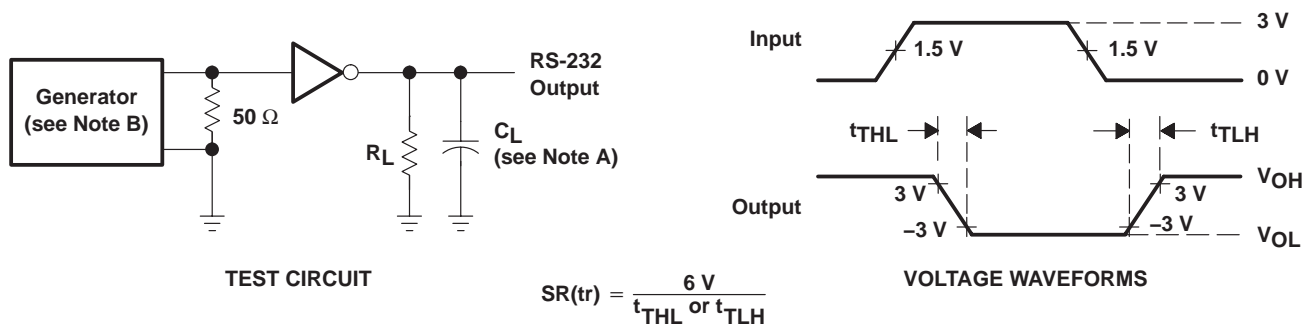 Generator
(see Note B)
50 Ω
RS-232
Output
RL
CL
(see Note A)
TEST CIRCUIT
Input
3 V
1.5 V
1.5 V
0 V
tTHL
tTLH
Output
3 V
3 V
VOH
–3 V
–3 V
VOL
VOLTAGE WAVEFORMS
SR(tr) = 6 V
tTHL or tTLH